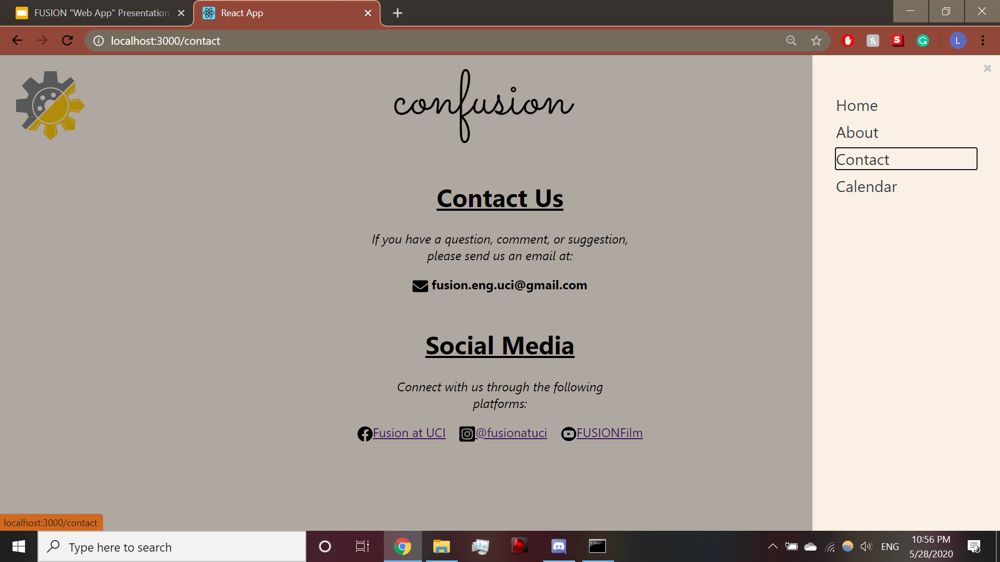 FUSION "Web App" Presentation
React App
localhost:3000/contact
L
confusion
Home
About
Contact
Calendar
Contact Us
If you have a question, comment, or suggestion,
please send us an email at:
fusion.eng.uci@gmail.com
Social Media
Connect with us through the following
platforms:
Fusion at UCI @fusionatuci FUSIONFilm
localhost:3000/contact
Type here to search
ENG
10:56 PM
5/28/2020